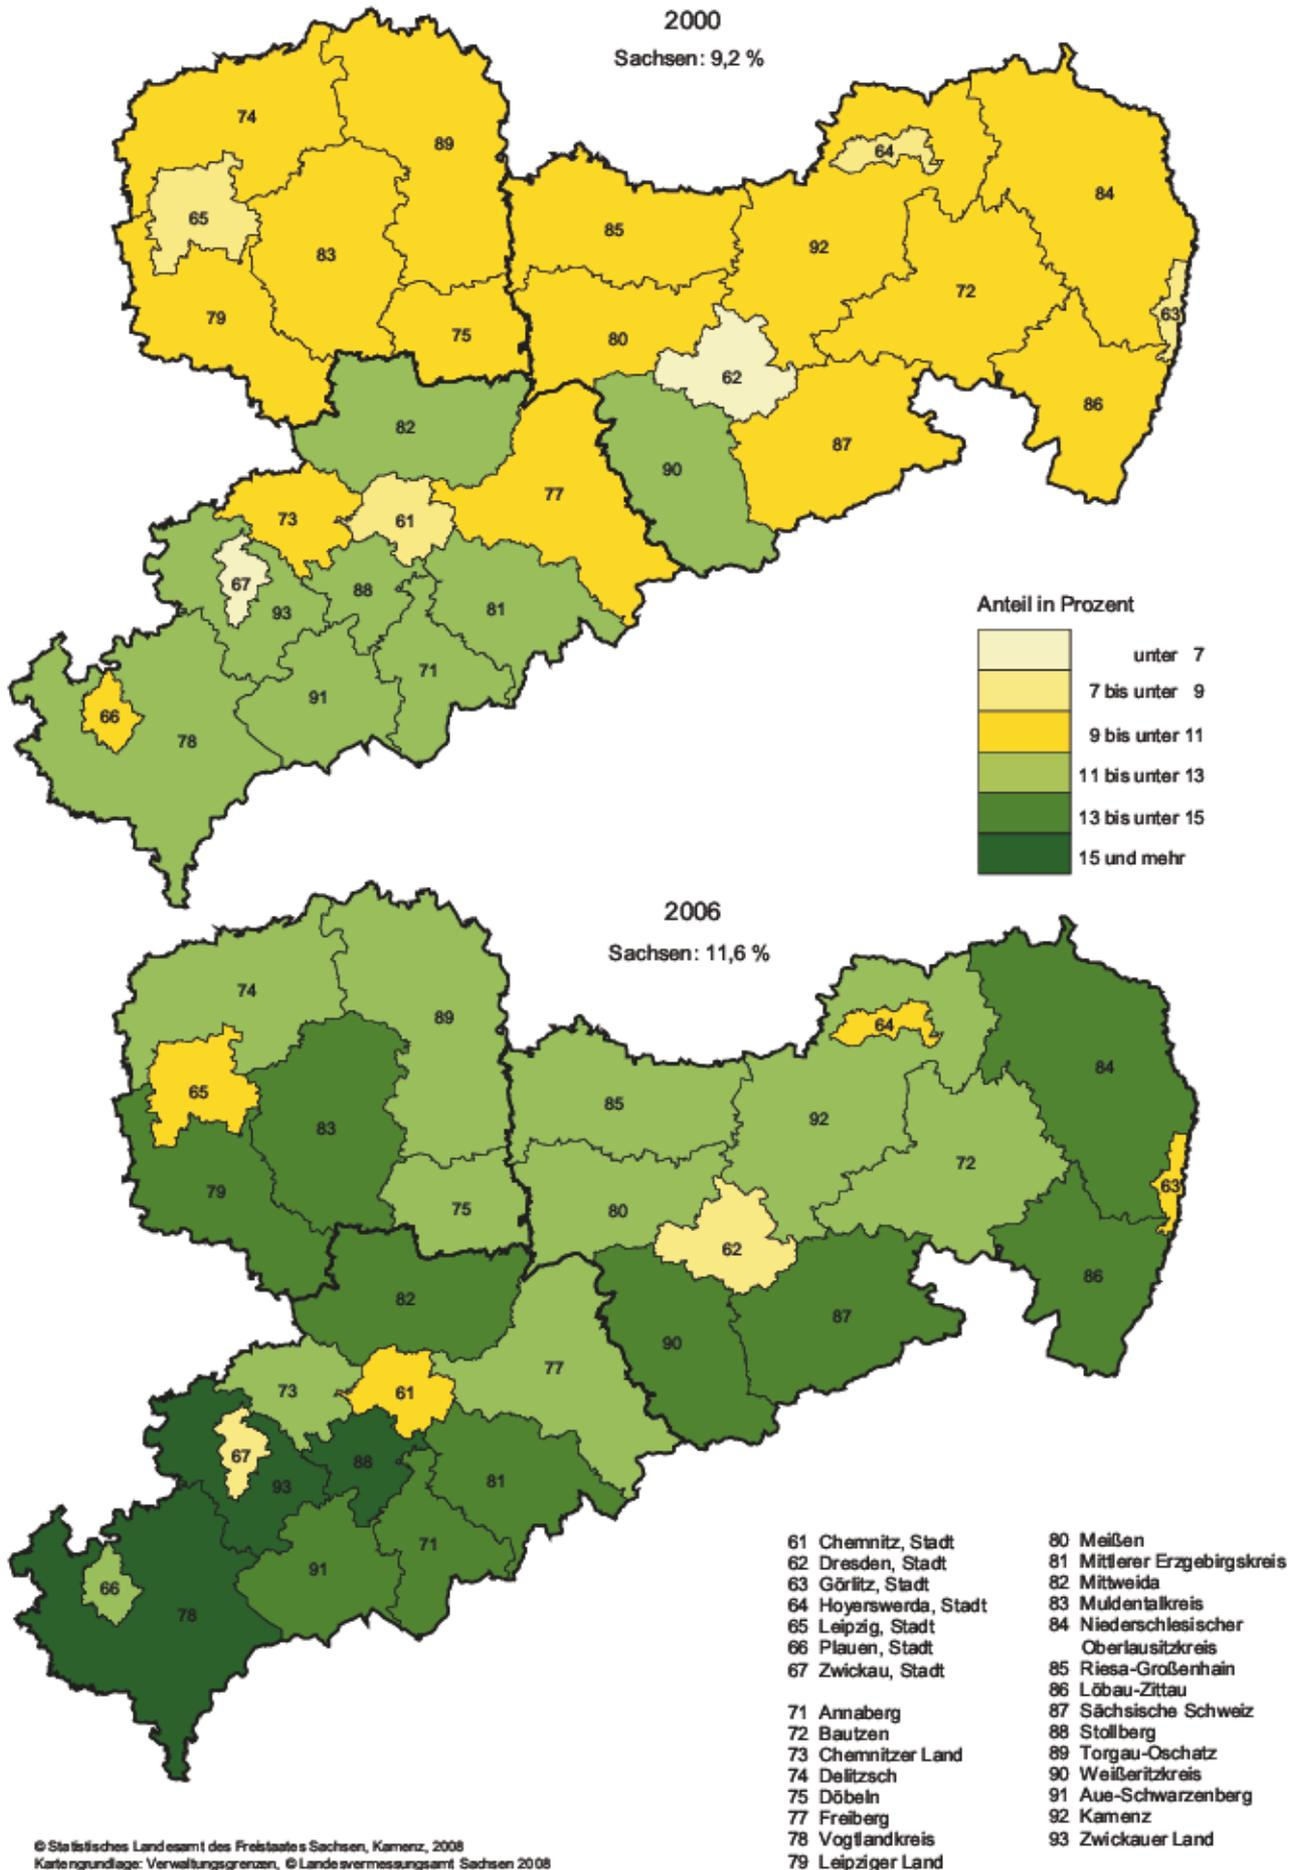 2000
Sachsen: 9,2 %
74
89
64
84
65
85
92
83
72
79
63
75
80
62
86
82
87
90
77
73
61
67
88
93
81
71
91
66
78
Anteil in Prozent
unter 7
7 bis unter 9
9 bis unter 11
11 bis unter 13
13 bis unter 15
15 und mehr
2006
Sachsen: 11,6 %
74
89
64
84
65
85
92
83
72
79
63
75
80
62
86
82
87
90
77
73
61
67
88
93
81
71
91
66
78
61 Chemnitz, Stadt
62 Dresden, Stadt
63 Görlitz, Stadt
64 Hoyerswerda, Stadt
65 Leipzig, Stadt
66 Plauen, Stadt
67 Zwickau, Stadt
71 Annaberg
72 Bautzen
73 Chemnitzer Land
74 Delitzsch
75 Döbeln
77 Freiberg
78 Vogtlandkreis
79 Leipziger Land
80 Meißen
81 Mittlerer Erzgebirgskreis
82 Mittweida
83 Muldentalkreis
84 Niederschlesischer
Oberlausitzkreis
85 Riesa-Großenhain
86 Löbau-Zittau
87 Sächsische Schweiz
88 Stollberg
89 Torgau-Oschatz
90 Weißeritzkreis
91 Aue-Schwarzenberg
92 Kamenz
93 Zwickauer Land
© Statistisches Landesamt des Freistaates Sachsen, Kamenz, 2008
Kartengrundlage: Verwaltungsgrenzen, © Landesvermessungsamt Sachsen 2008